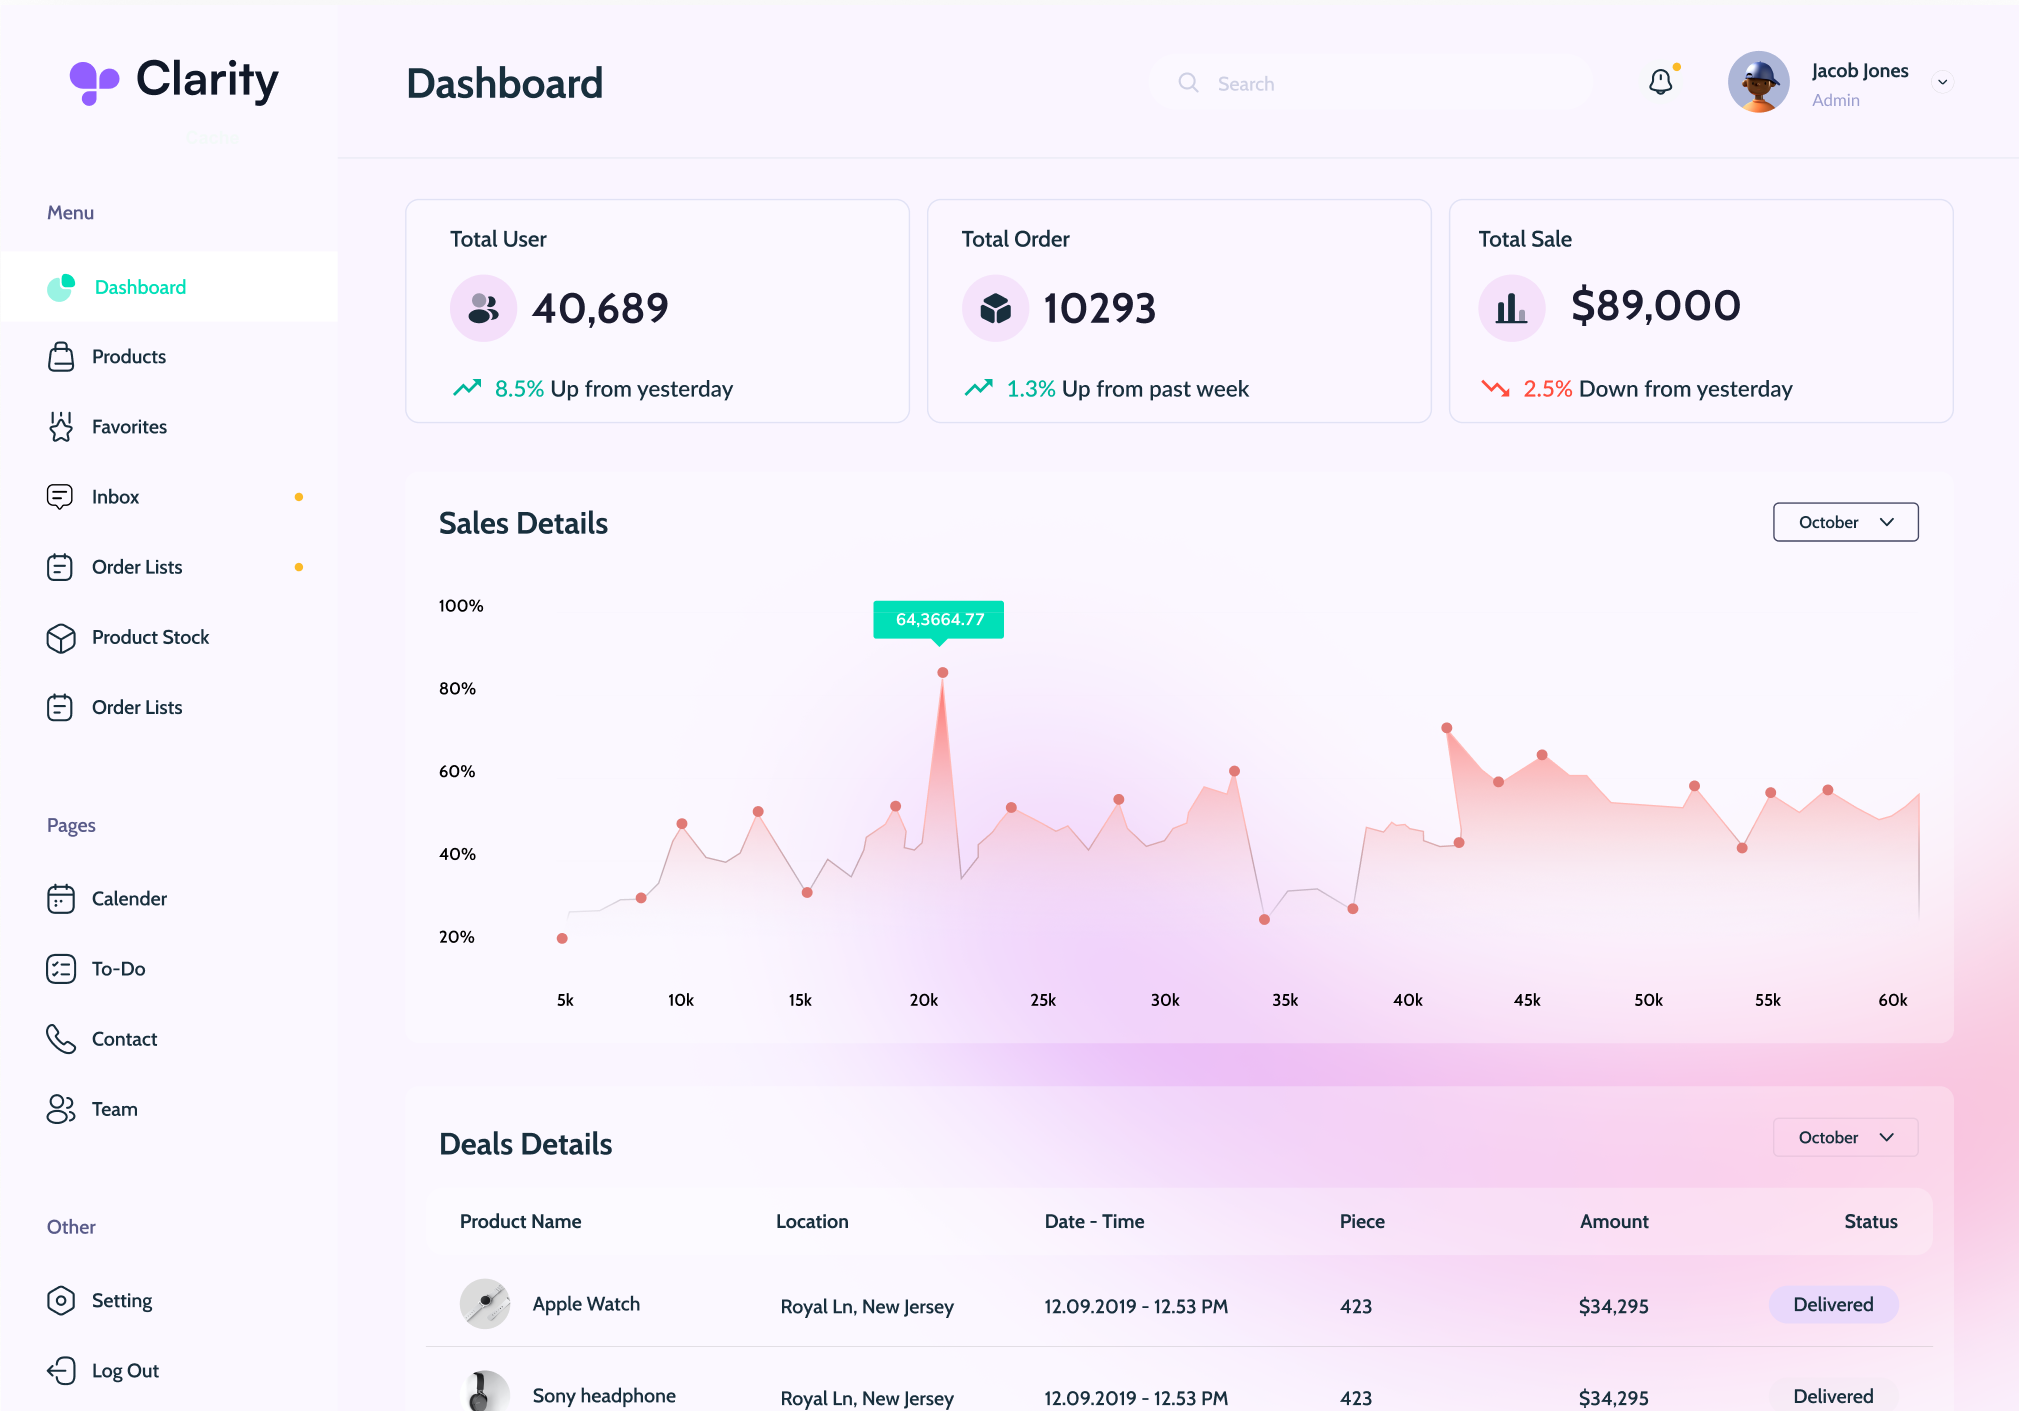 Clarity
Dashboard
Search
Jacob Jones
Admin
Menu
Dashboard
Products
Favorites
Inbox
Order Lists
Product Stock
Order Lists
Pages
Calender
To-Do
Contact
Team
Other
Setting
Log Out
Total User
40,689
8.5% Up from yesterday
Total Order
10293
1.3% Up from past week
Total Sale
$89,000
2.5% Down from yesterday
Sales Details
October
100%
80%
60%
40%
20%
64,3664.77
5k 10k 15k 20k 25k 30k 35k 40k 45k 50k 55k 60k
Deals Details
October
Product Name Location Date - Time Piece Amount Status
Apple Watch Royal Ln, New Jersey 12.09.2019 - 12.53 PM 423 $34,295 Delivered
Sony headphone Royal Ln, New Jersey 12.09.2019 - 12.53 PM 423 $34,295 Delivered